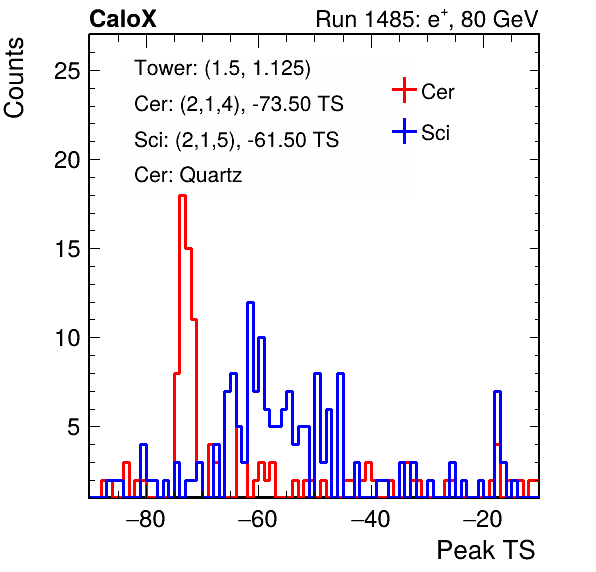 CaloX Run 1485: e⁺, 80 GeV
Counts
Tower: (1.5, 1.125)
Cer: (2,1,4), -73.50 TS
Sci: (2,1,5), -61.50 TS
Cer: Quartz
Cer
Sci
25
20
15
10
5
−80 −60 −40 −20
Peak TS